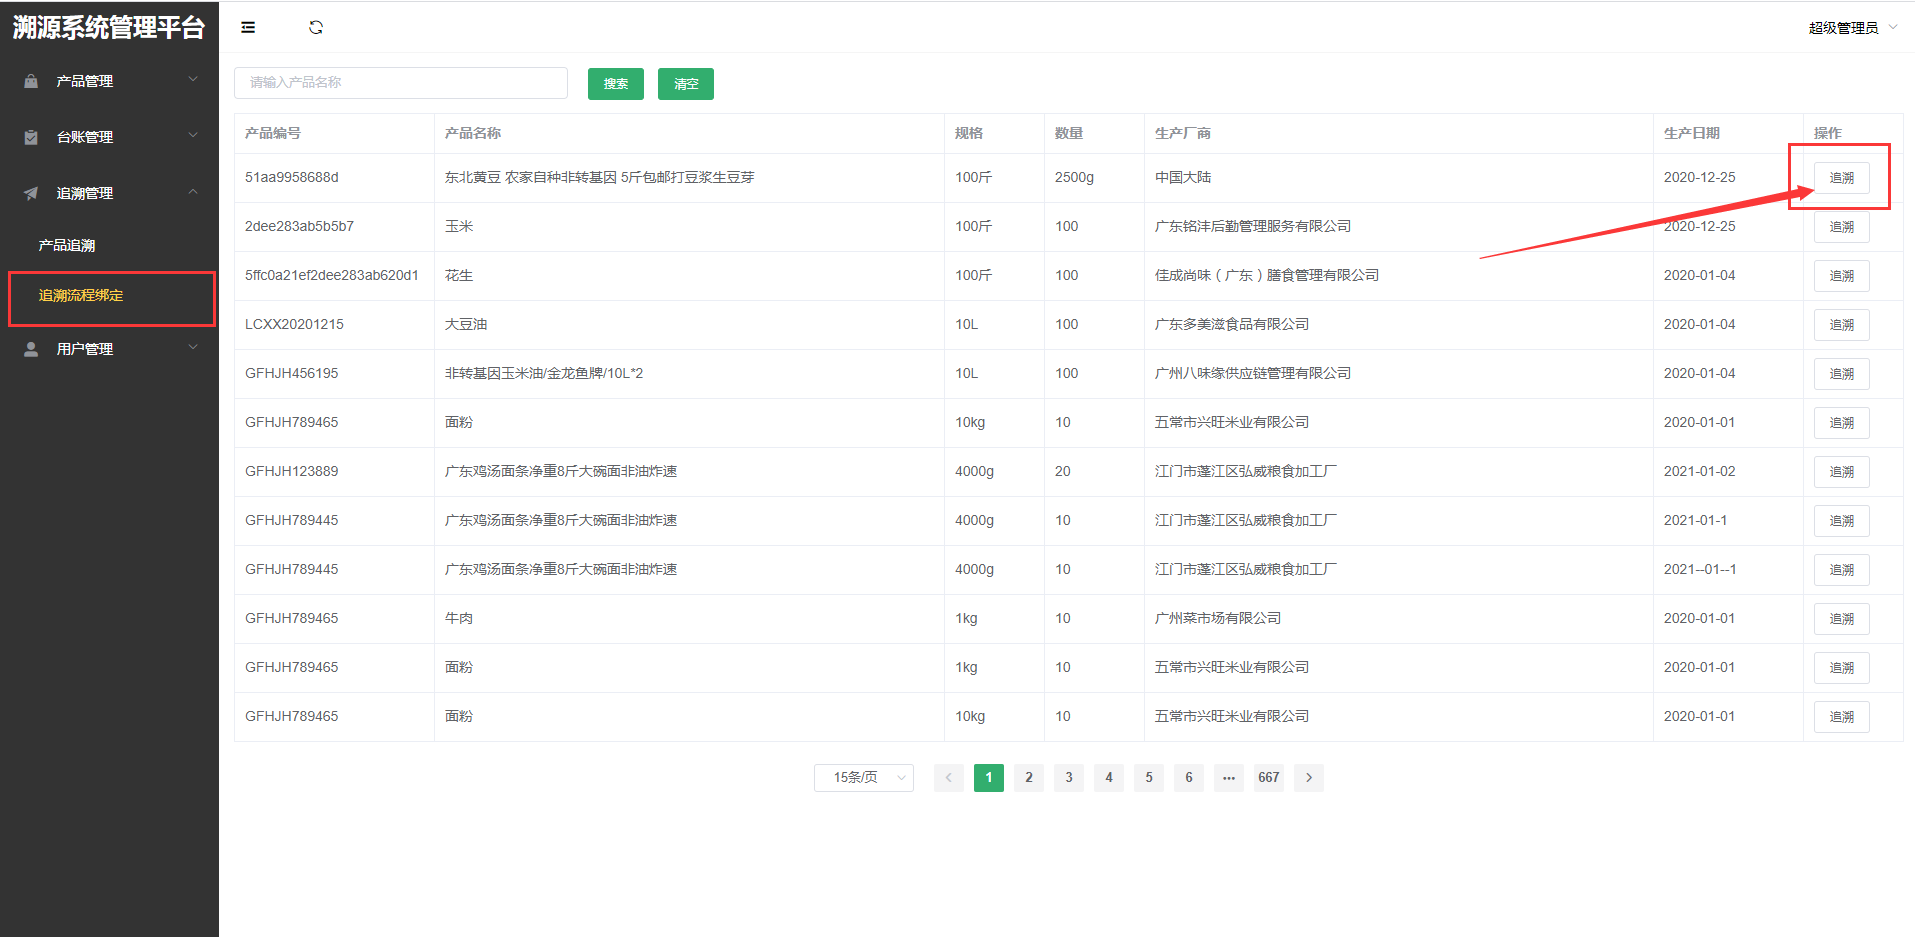 溯源系统管理平台
超级管理员
产品管理
台账管理
追溯管理
产品追溯
追溯流程绑定
用户管理
请输入产品名称 搜索 清空
产品编号 产品名称 规格 数量 生产厂商 生产日期 操作
51aa9958688d 东北黄豆 农家自种非转基因 5斤包邮打豆浆生豆芽 100斤 2500g 中国大陆 2020-12-25 追溯
2dee283ab5b5b7 玉米 100斤 100 广东铭沣后勤管理服务有限公司 2020-12-25 追溯
5ffc0a21ef2dee283ab620d1 花生 100斤 100 佳成尚味（广东）膳食管理有限公司 2020-01-04 追溯
LCXX20201215 大豆油 10L 100 广东多美滋食品有限公司 2020-01-04 追溯
GFHJH456195 非转基因玉米油/金龙鱼牌/10L*2 10L 100 广州八味缘供应链管理有限公司 2020-01-04 追溯
GFHJH789465 面粉 10kg 10 五常市兴旺米业有限公司 2020-01-01 追溯
GFHJH123889 广东鸡汤面条净重8斤大碗面非油炸速 4000g 20 江门市蓬江区弘威粮食加工厂 2021-01-02 追溯
GFHJH789445 广东鸡汤面条净重8斤大碗面非油炸速 4000g 10 江门市蓬江区弘威粮食加工厂 2021-01-1 追溯
GFHJH789445 广东鸡汤面条净重8斤大碗面非油炸速 4000g 10 江门市蓬江区弘威粮食加工厂 2021--01--1 追溯
GFHJH789465 牛肉 1kg 10 广州菜市场有限公司 2020-01-01 追溯
GFHJH789465 面粉 1kg 10 五常市兴旺米业有限公司 2020-01-01 追溯
GFHJH789465 面粉 10kg 10 五常市兴旺米业有限公司 2020-01-01 追溯
15条/页 1 2 3 4 5 6 ••• 667